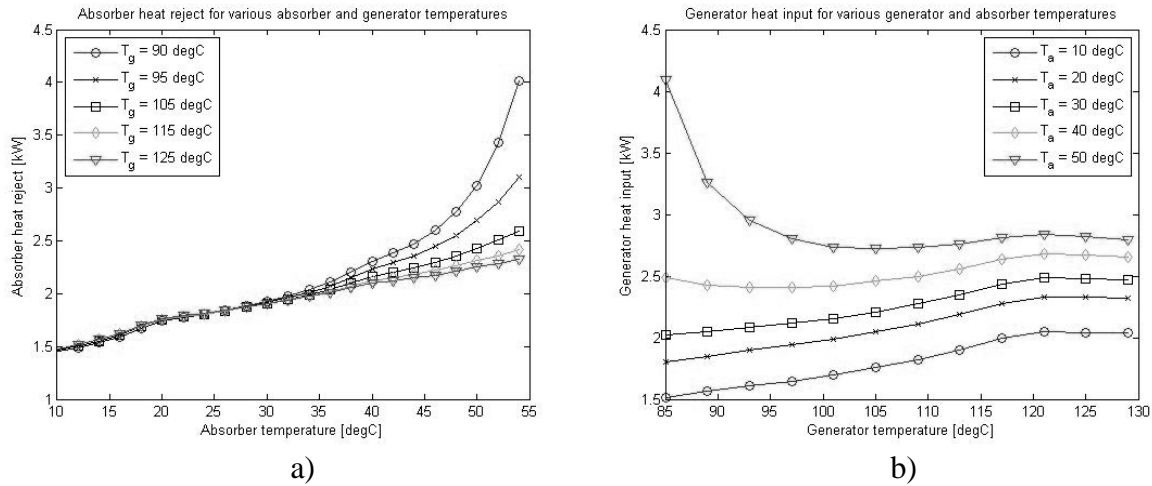 Absorber heat reject for various absorber and generator temperatures
4.5
4
3.5
3
2.5
2
1.5
1
Absorber heat reject [kW]
T_g = 90 degC
T_g = 95 degC
T_g = 105 degC
T_g = 115 degC
T_g = 125 degC
10 15 20 25 30 35 40 45 50 55
Absorber temperature [degC]
a)
Generator heat input for various generator and absorber temperatures
4.5
4
3.5
3
2.5
2
1.5
Generator heat input [kW]
T_a = 10 degC
T_a = 20 degC
T_a = 30 degC
T_a = 40 degC
T_a = 50 degC
85 90 95 100 105 110 115 120 125 130
Generator temperature [degC]
b)